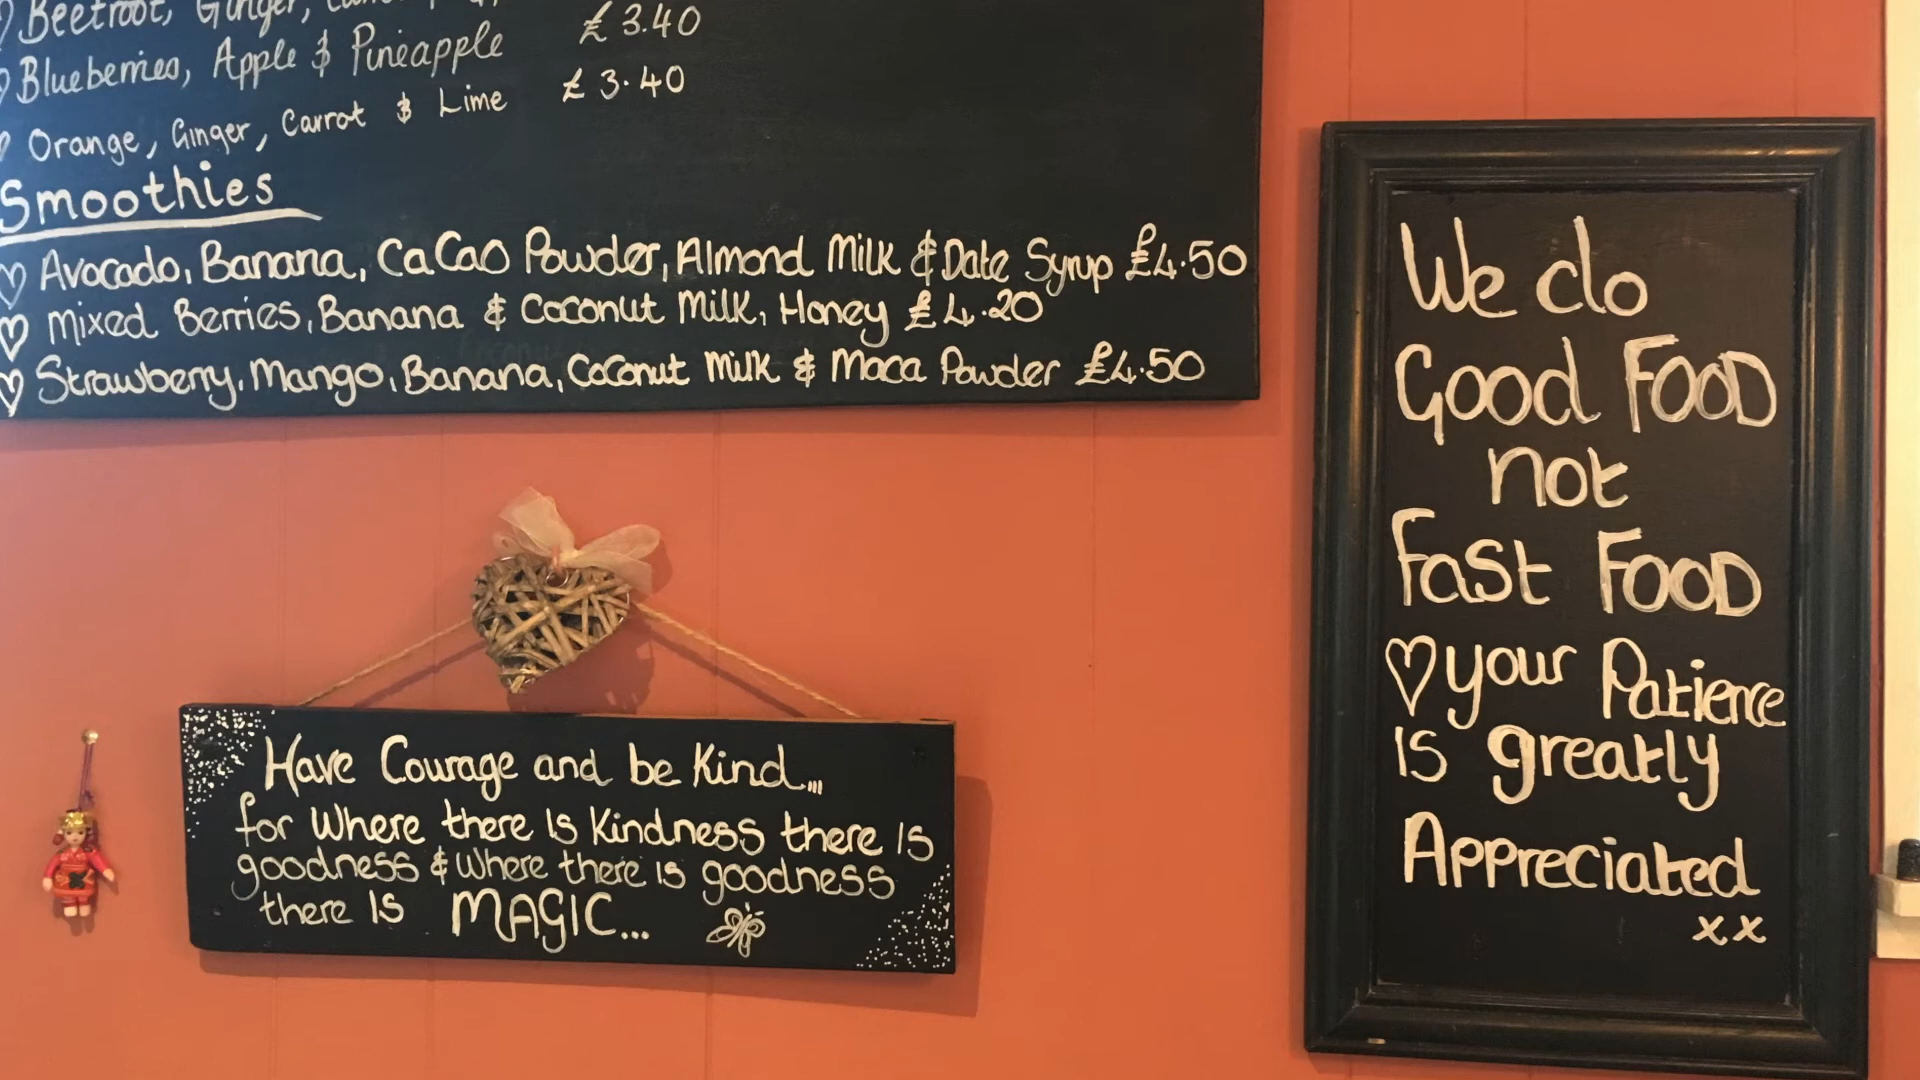 Beetroot, Ginger,
Blueberries, Apple & Pineapple £3.40
Orange, Ginger, Carrot & Lime £3.40
Smoothies
♡ Avocado, Banana, CaCao Powder, Almond Milk & Date Syrup £4.50
♡ Mixed Berries, Banana & Coconut Milk, Honey £4.20
♡ Strawberry, Mango, Banana, Coconut Milk & Maca Powder £4.50
Have Courage and be Kind...
for Where there is Kindness there is
goodness & Where there is goodness
there is MAGIC...
We do
Good FOOD
not
Fast FOOD
♡ your Patience
is greatly
Appreciated
xx